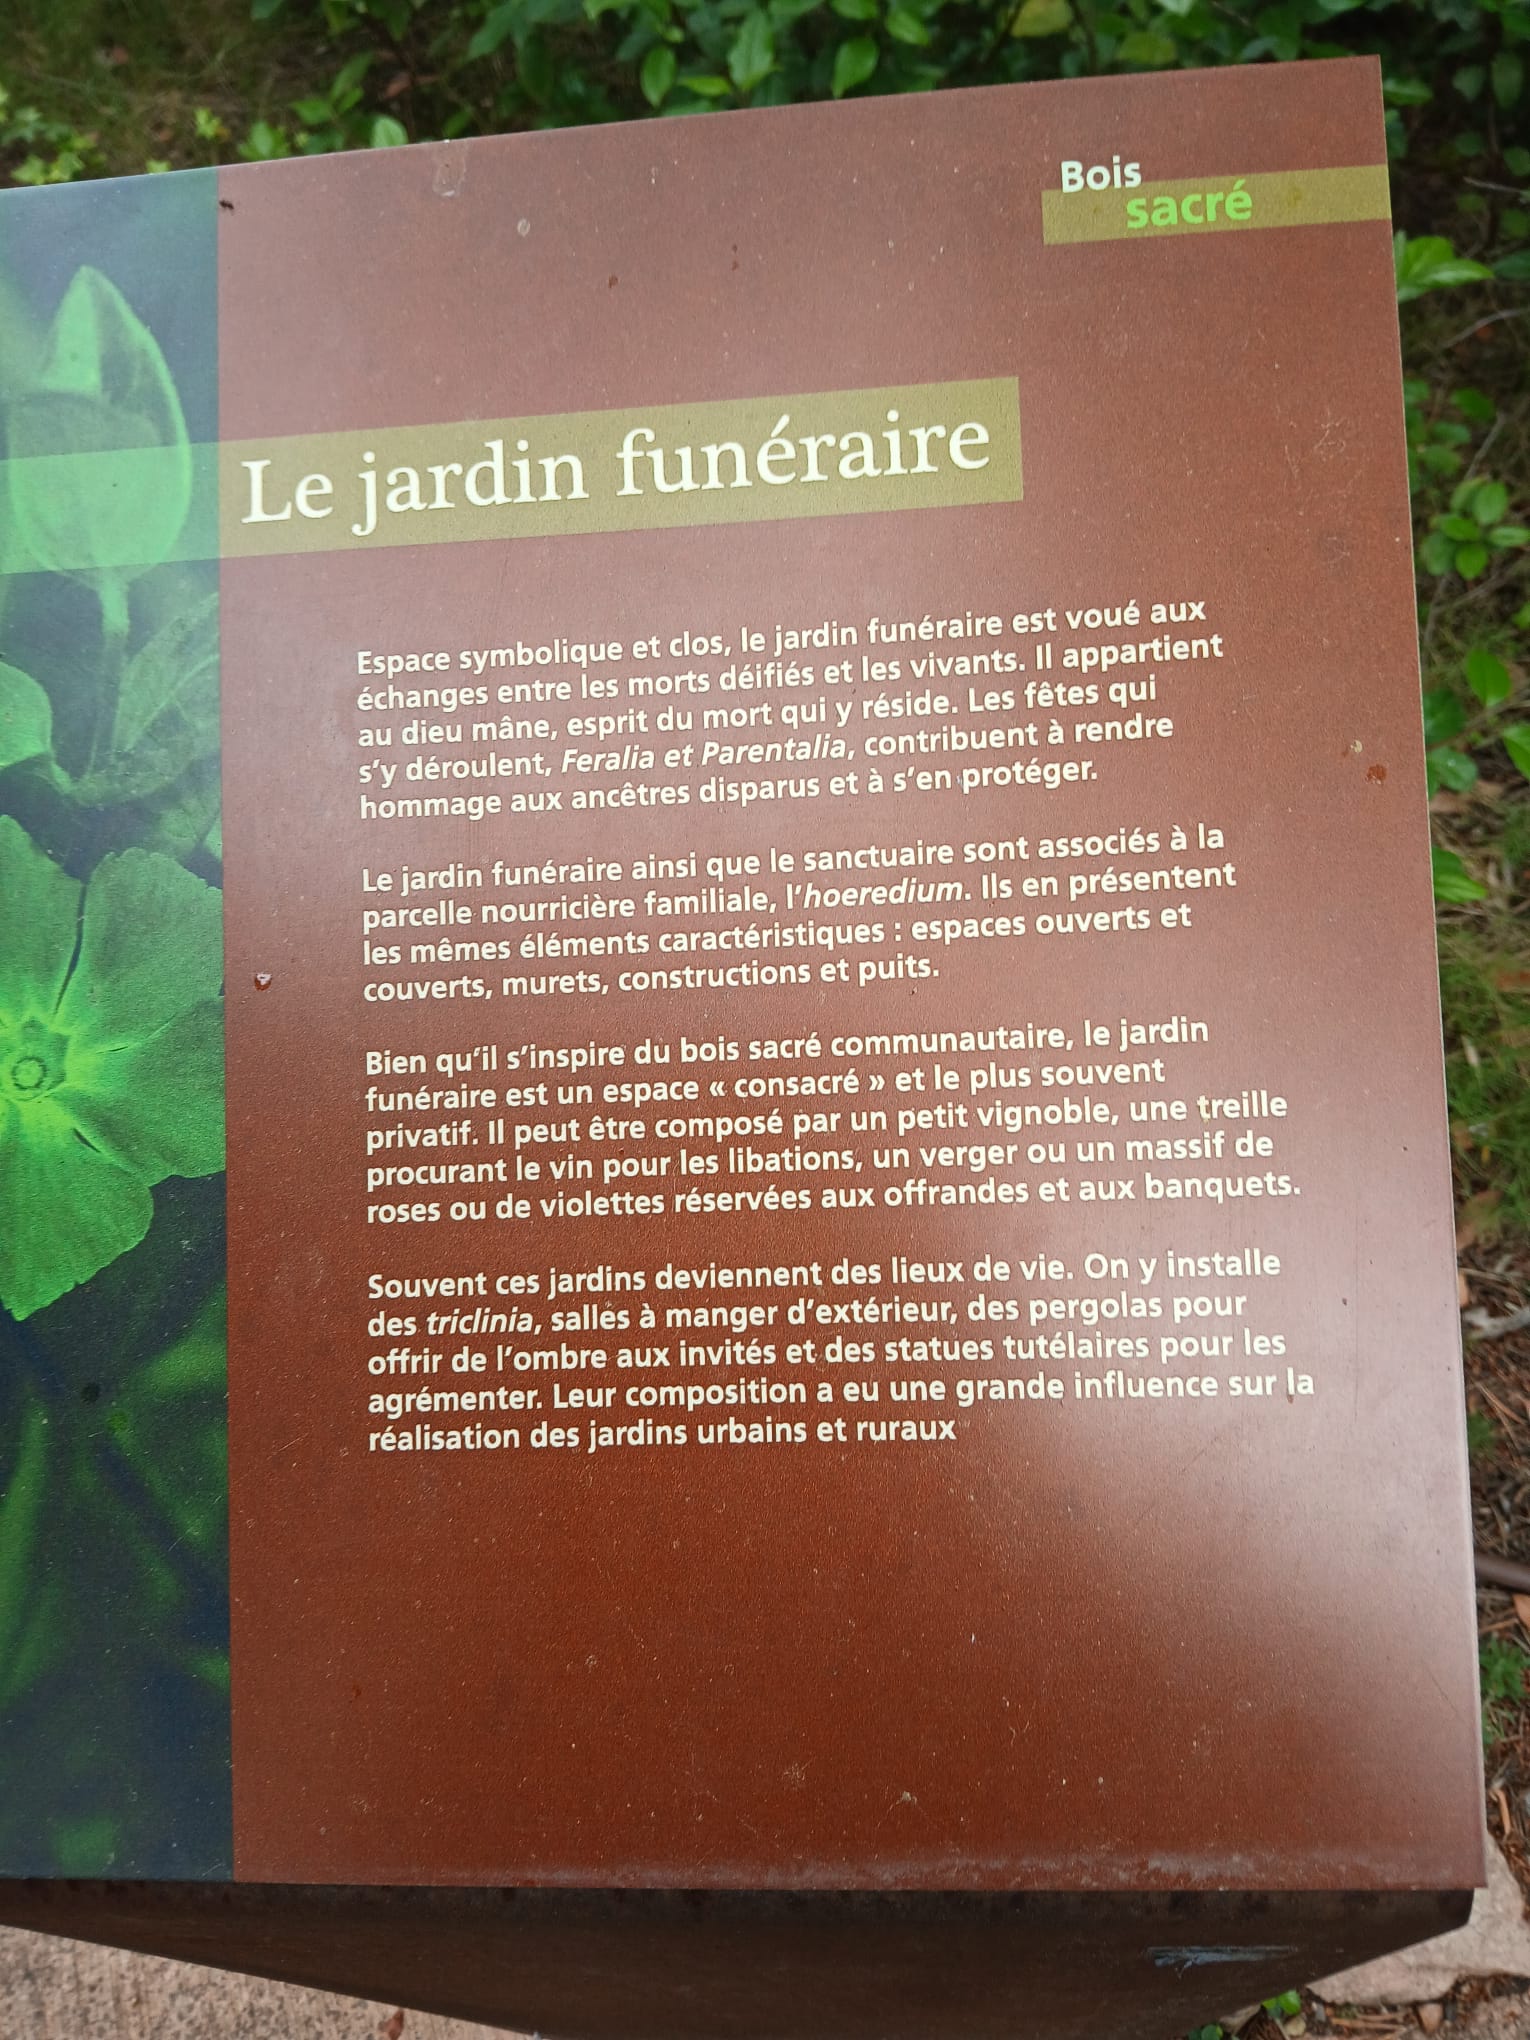 Bois
sacré
Le jardin funéraire
Espace symbolique et clos, le jardin funéraire est voué aux
échanges entre les morts déifiés et les vivants. Il appartient
au dieu mâne, esprit du mort qui y réside. Les fêtes qui
s’y déroulent, Feralia et Parentalia, contribuent à rendre
hommage aux ancêtres disparus et à s’en protéger.
Le jardin funéraire ainsi que le sanctuaire sont associés à la
parcelle nourricière familiale, l’hoeredium. Ils en présentent
les mêmes éléments caractéristiques : espaces ouverts et
couverts, murets, constructions et puits.
Bien qu’il s’inspire du bois sacré communautaire, le jardin
funéraire est un espace « consacré » et le plus souvent
privatif. Il peut être composé par un petit vignoble, une treille
procurant le vin pour les libations, un verger ou un massif de
roses ou de violettes réservées aux offrandes et aux banquets.
Souvent ces jardins deviennent des lieux de vie. On y installe
des triclinia, salles à manger d’extérieur, des pergolas pour
offrir de l’ombre aux invités et des statues tutélaires pour les
agrémenter. Leur composition a eu une grande influence sur la
réalisation des jardins urbains et ruraux